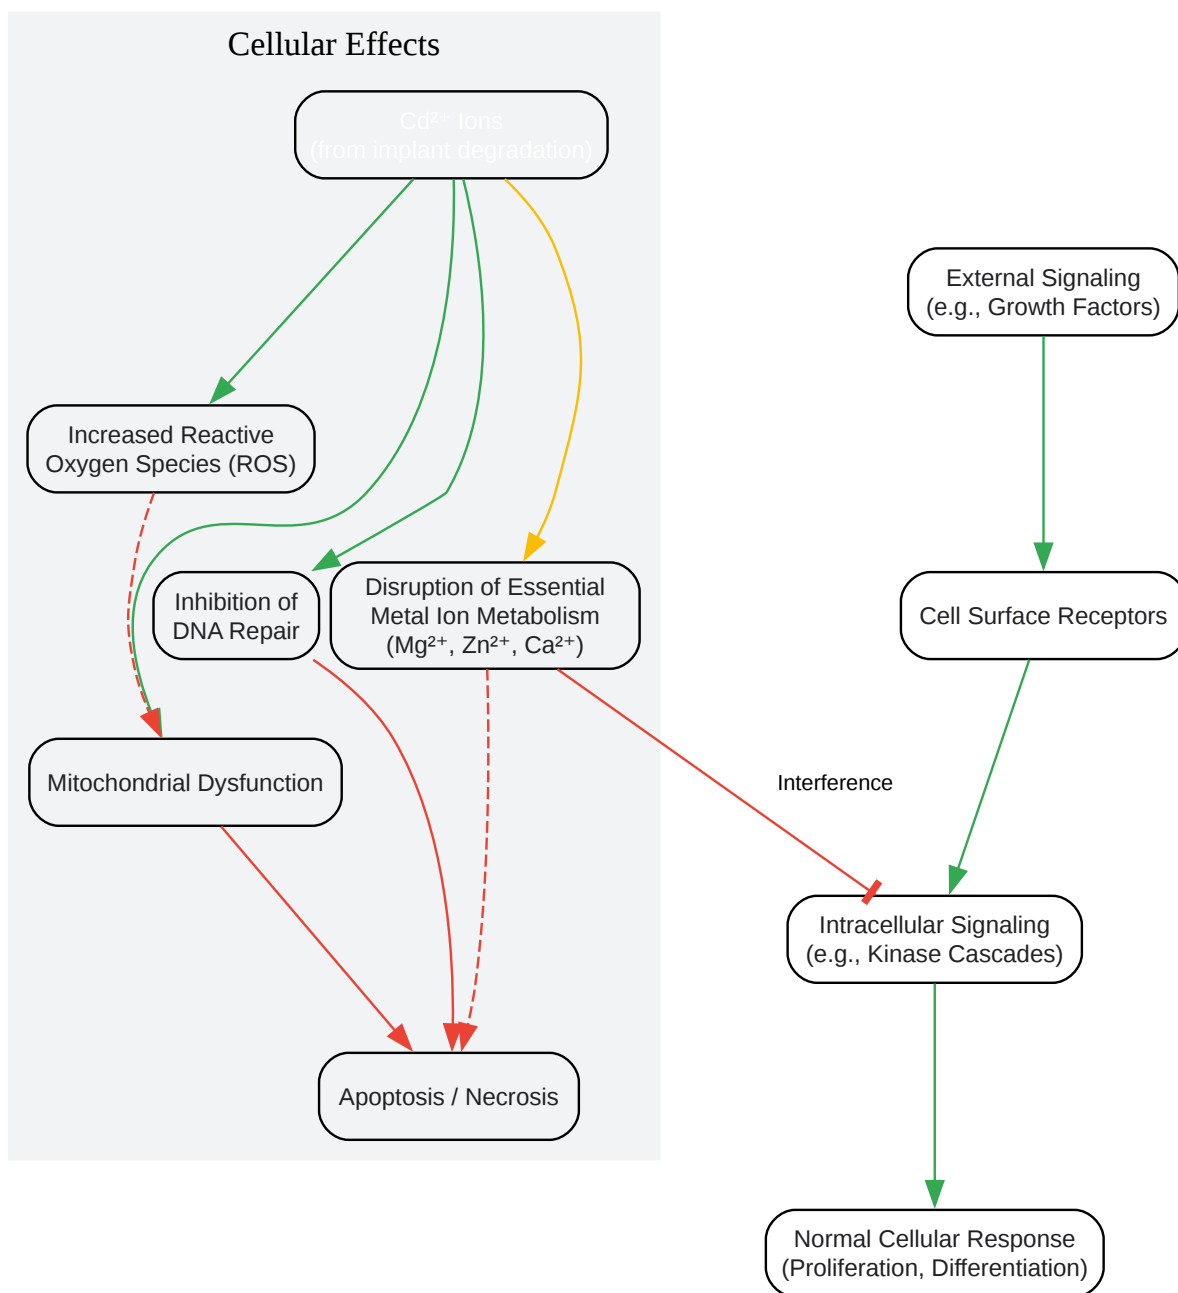 Cellular Effects
Cd²⁺ Ions
(from implant degradation)
External Signaling
(e.g., Growth Factors)
Increased Reactive
Oxygen Species (ROS)
Inhibition of
DNA Repair
Disruption of Essential
Metal Ion Metabolism
(Mg²⁺, Zn²⁺, Ca²⁺)
Cell Surface Receptors
Mitochondrial Dysfunction
Interference
Intracellular Signaling
(e.g., Kinase Cascades)
Apoptosis / Necrosis
Normal Cellular Response
(Proliferation, Differentiation)